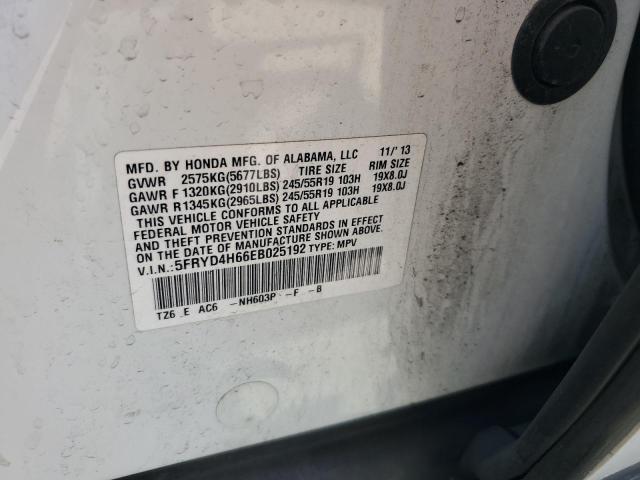 MFD. BY HONDA MFG. OF ALABAMA, LLC 11/'13
GVWR 2575KG(5677LBS) TIRE SIZE RIM SIZE
GAWR F 1320KG(2910LBS) 245/55R19 103H 19X8.0J
GAWR R 1345KG(2965LBS) 245/55R19 103H 19X8.0J
THIS VEHICLE CONFORMS TO ALL APPLICABLE
FEDERAL MOTOR VEHICLE SAFETY
AND THEFT PREVENTION STANDARDS IN EFFECT
ON THE DATE OF MANUFACTURE SHOWN ABOVE.
V.I.N.:5FRYD4H66EB025192 TYPE: MPV
TZ6 E AC6 -NH603P -F -B